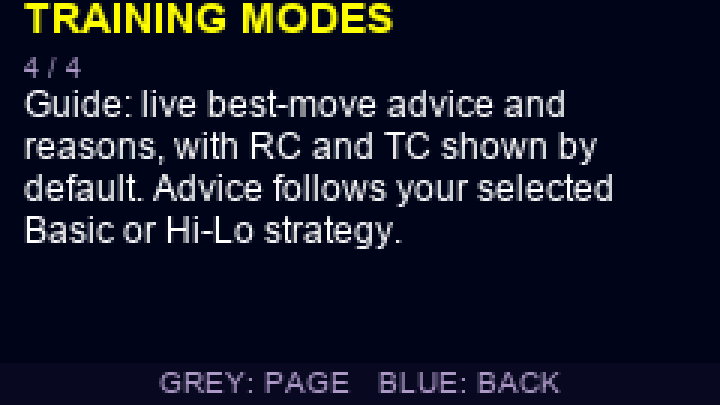 TRAINING MODES
4 / 4
Guide: live best-move advice and
reasons, with RC and TC shown by
default. Advice follows your selected
Basic or Hi-Lo strategy.
GREY: PAGE BLUE: BACK